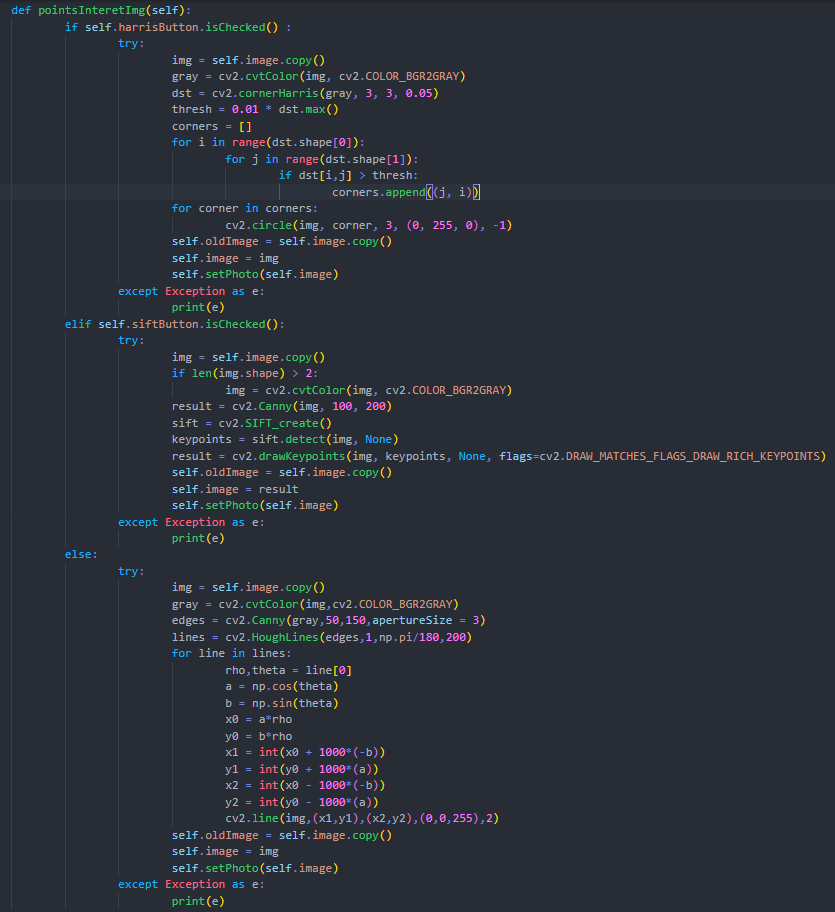 def pointsInteretImg(self):
        if self.harrisButton.isChecked() :
                try:
                        img = self.image.copy()
                        gray = cv2.cvtColor(img, cv2.COLOR_BGR2GRAY)
                        dst = cv2.cornerHarris(gray, 3, 3, 0.05)
                        thresh = 0.01 * dst.max()
                        corners = []
                        for i in range(dst.shape[0]):
                                for j in range(dst.shape[1]):
                                        if dst[i,j] > thresh:
                                                corners.append((j, i))
                        for corner in corners:
                                cv2.circle(img, corner, 3, (0, 255, 0), -1)
                        self.oldImage = self.image.copy()
                        self.image = img
                        self.setPhoto(self.image)
                except Exception as e:
                        print(e)
        elif self.siftButton.isChecked():
                try:
                        img = self.image.copy()
                        if len(img.shape) > 2:
                                img = cv2.cvtColor(img, cv2.COLOR_BGR2GRAY)
                        result = cv2.Canny(img, 100, 200)
                        sift = cv2.SIFT_create()
                        keypoints = sift.detect(img, None)
                        result = cv2.drawKeypoints(img, keypoints, None, flags=cv2.DRAW_MATCHES_FLAGS_DRAW_RICH_KEYPOINTS)
                        self.oldImage = self.image.copy()
                        self.image = result
                        self.setPhoto(self.image)
                except Exception as e:
                        print(e)
        else:
                try:
                        img = self.image.copy()
                        gray = cv2.cvtColor(img,cv2.COLOR_BGR2GRAY)
                        edges = cv2.Canny(gray,50,150,apertureSize = 3)
                        lines = cv2.HoughLines(edges,1,np.pi/180,200)
                        for line in lines:
                                rho,theta = line[0]
                                a = np.cos(theta)
                                b = np.sin(theta)
                                x0 = a*rho
                                y0 = b*rho
                                x1 = int(x0 + 1000*(-b))
                                y1 = int(y0 + 1000*(a))
                                x2 = int(x0 - 1000*(-b))
                                y2 = int(y0 - 1000*(a))
                                cv2.line(img,(x1,y1),(x2,y2),(0,0,255),2)
                        self.oldImage = self.image.copy()
                        self.image = img
                        self.setPhoto(self.image)
                except Exception as e:
                        print(e)